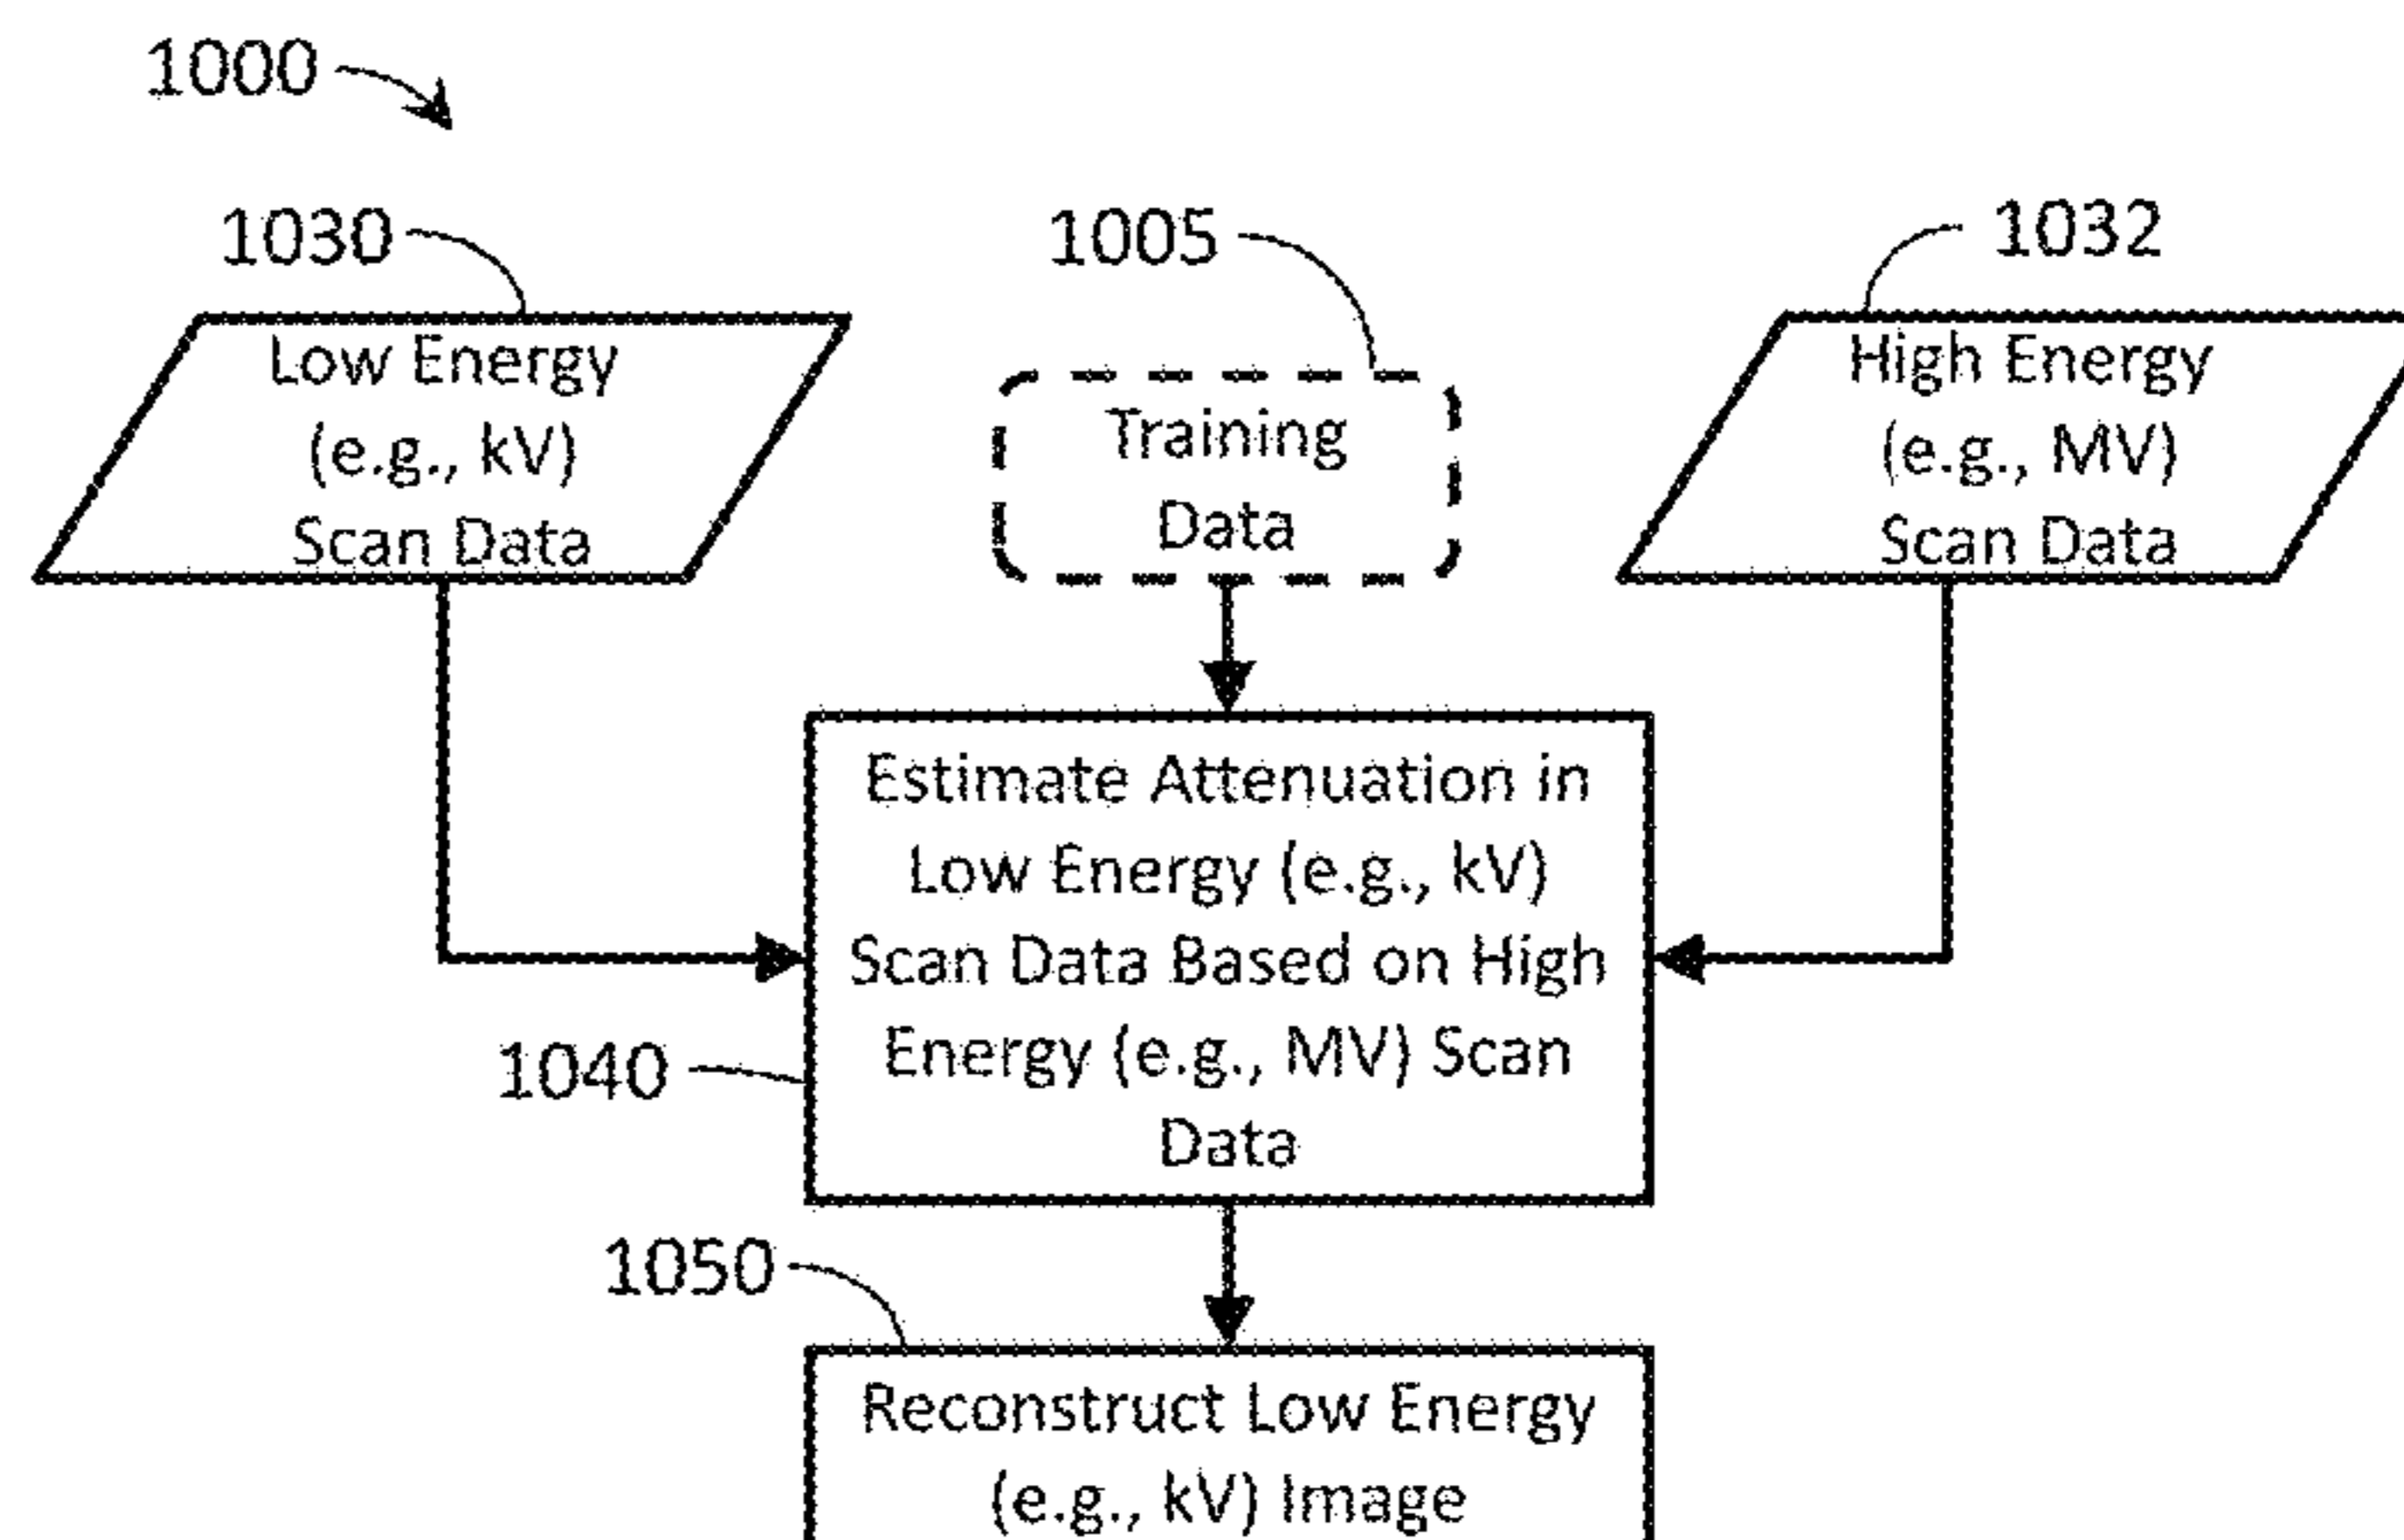 1000
1030
1005
1032
Low Energy
(e.g., kV)
Scan Data
Training
Data
High Energy
(e.g., MV)
Scan Data
Estimate Attenuation in
Low Energy (e.g., kV)
Scan Data Based on High
Energy (e.g., MV) Scan
Data
1040
1050
Reconstruct Low Energy
(e.g., kV) Image